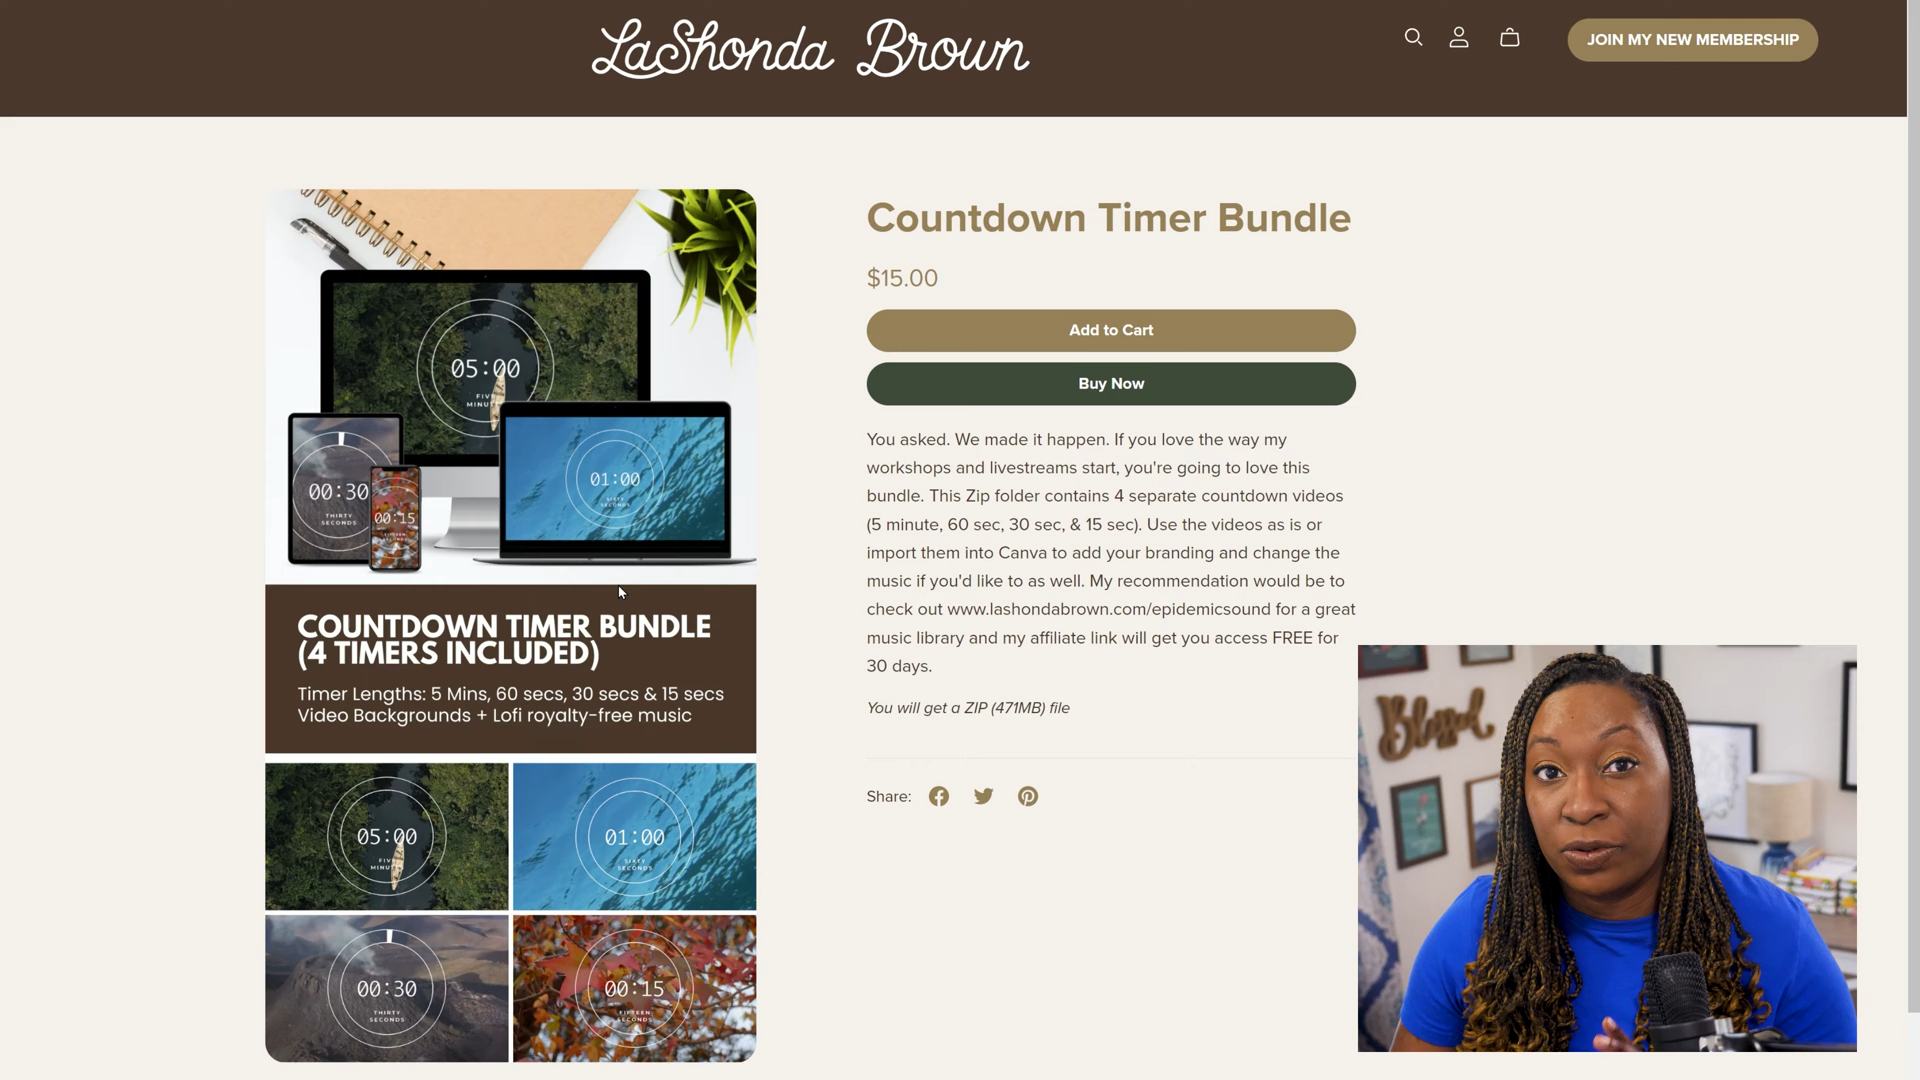 LaShonda Brown
JOIN MY NEW MEMBERSHIP
05:00
FIVE
00:30
THIRTY
SECONDS
00:15
01:00
SIXTY
SECONDS
COUNTDOWN TIMER BUNDLE
(4 TIMERS INCLUDED)
Timer Lengths: 5 Mins, 60 secs, 30 secs & 15 secs
Video Backgrounds + Lofi royalty-free music
05:00
01:00
SIXTY
SECONDS
00:30
THIRTY
SECONDS
00:15
FIFTEEN
SECONDS
Countdown Timer Bundle
$15.00
Add to Cart
Buy Now
You asked. We made it happen. If you love the way my
workshops and livestreams start, you're going to love this
bundle. This Zip folder contains 4 separate countdown videos
(5 minute, 60 sec, 30 sec, & 15 sec). Use the videos as is or
import them into Canva to add your branding and change the
music if you'd like to as well. My recommendation would be to
check out www.lashondabrown.com/epidemicsound for a great
music library and my affiliate link will get you access FREE for
30 days.
You will get a ZIP (471MB) file
Share:
Blessed